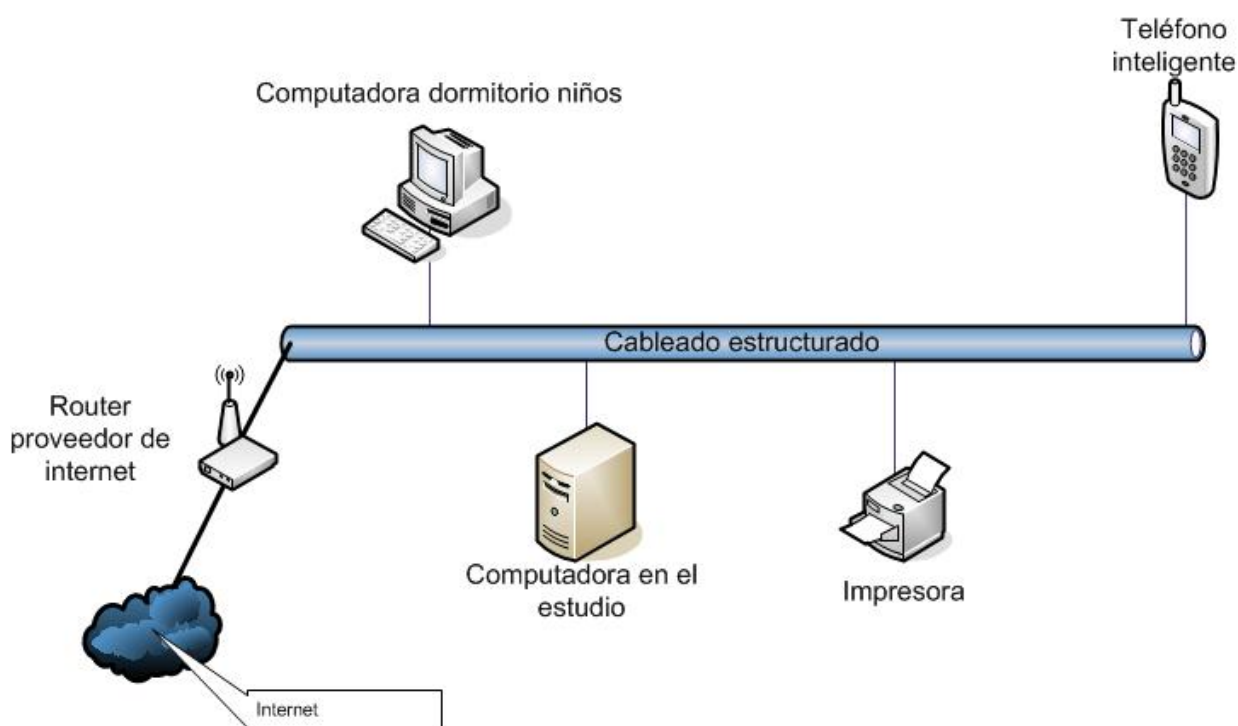 Teléfono
inteligente
Computadora dormitorio niños
Cableado estructurado
Router
proveedor de
internet
Computadora en el
estudio
Impresora
Internet